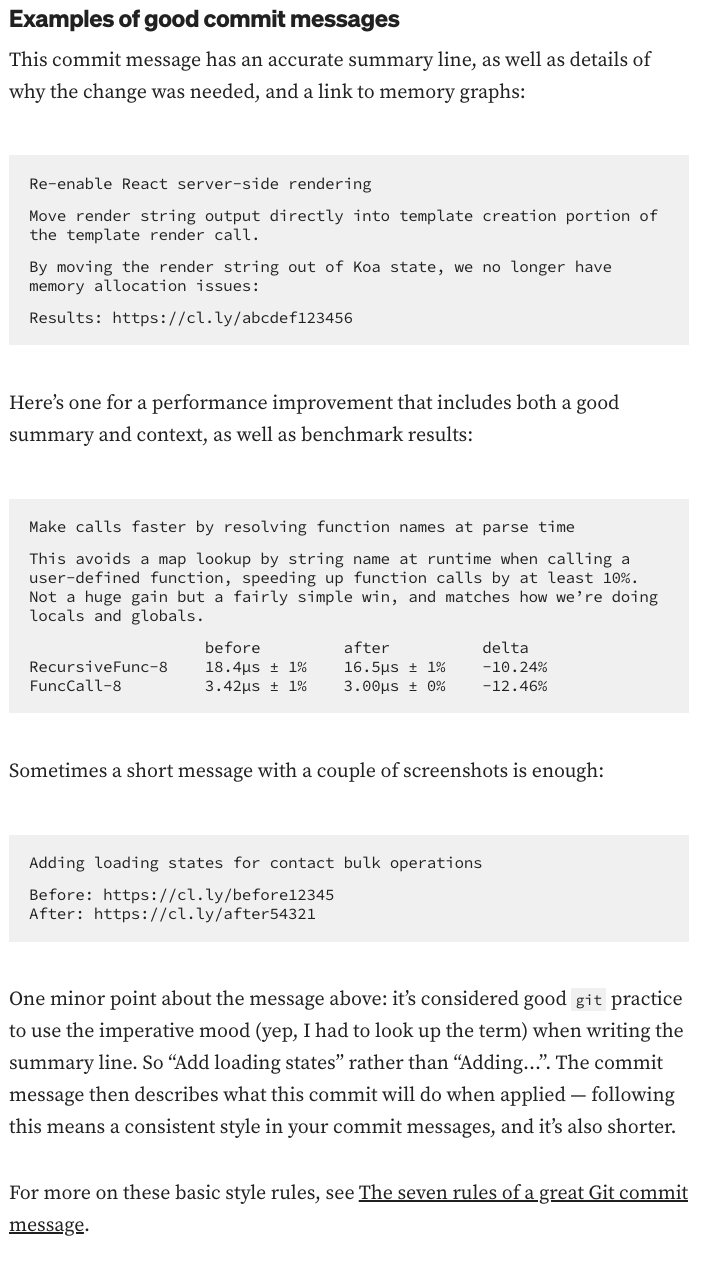 Examples of good commit messages
This commit message has an accurate summary line, as well as details of
why the change was needed, and a link to memory graphs:
Re-enable React server-side rendering
Move render string output directly into template creation portion of
the template render call.
By moving the render string out of Koa state, we no longer have
memory allocation issues:
Results: https://cl.ly/abcdef123456
Here’s one for a performance improvement that includes both a good
summary and context, as well as benchmark results:
Make calls faster by resolving function names at parse time
This avoids a map lookup by string name at runtime when calling a
user-defined function, speeding up function calls by at least 10%.
Not a huge gain but a fairly simple win, and matches how we’re doing
locals and globals.
before after delta
RecursiveFunc-8 18.4µs ± 1% 16.5µs ± 1% -10.24%
FuncCall-8 3.42µs ± 1% 3.00µs ± 0% -12.46%
Sometimes a short message with a couple of screenshots is enough:
Adding loading states for contact bulk operations
Before: https://cl.ly/before12345
After: https://cl.ly/after54321
One minor point about the message above: it’s considered good git practice
to use the imperative mood (yep, I had to look up the term) when writing the
summary line. So “Add loading states” rather than “Adding…”. The commit
message then describes what this commit will do when applied — following
this means a consistent style in your commit messages, and it’s also shorter.
For more on these basic style rules, see The seven rules of a great Git commit
message.